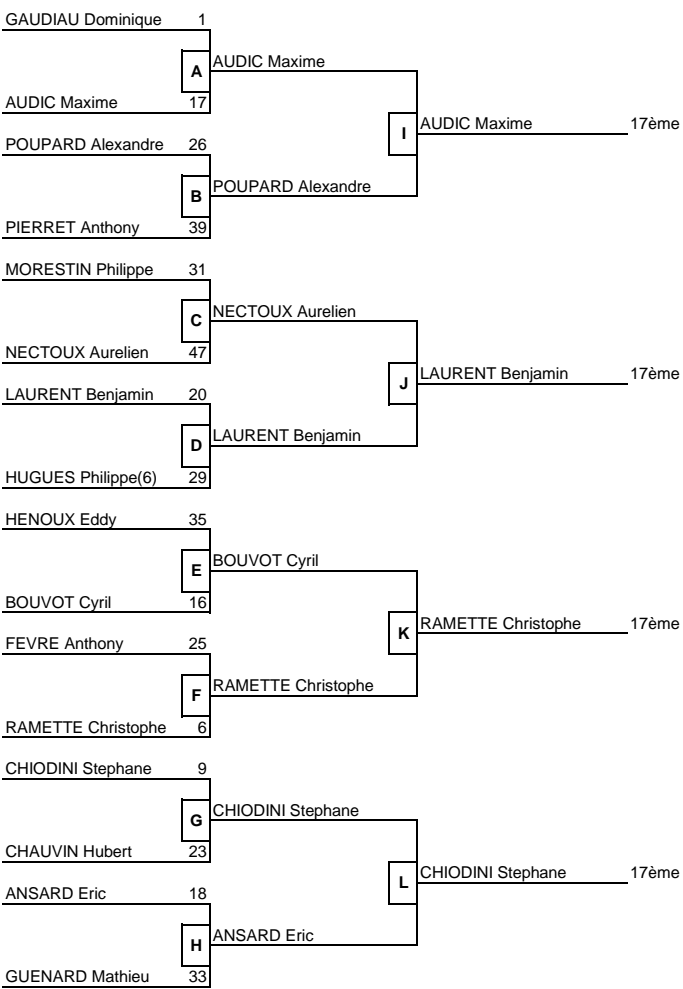 GAUDIAU Dominique 1
A AUDIC Maxime
AUDIC Maxime 17
I AUDIC Maxime 17ème
POUPARD Alexandre 26
B POUPARD Alexandre
PIERRET Anthony 39
MORESTIN Philippe 31
C NECTOUX Aurelien
NECTOUX Aurelien 47
J LAURENT Benjamin 17ème
LAURENT Benjamin 20
D LAURENT Benjamin
HUGUES Philippe(6) 29
HENOUX Eddy 35
E BOUVOT Cyril
BOUVOT Cyril 16
K RAMETTE Christophe 17ème
FEVRE Anthony 25
F RAMETTE Christophe
RAMETTE Christophe 6
CHIODINI Stephane 9
G CHIODINI Stephane
CHAUVIN Hubert 23
L CHIODINI Stephane 17ème
ANSARD Eric 18
H ANSARD Eric
GUENARD Mathieu 33